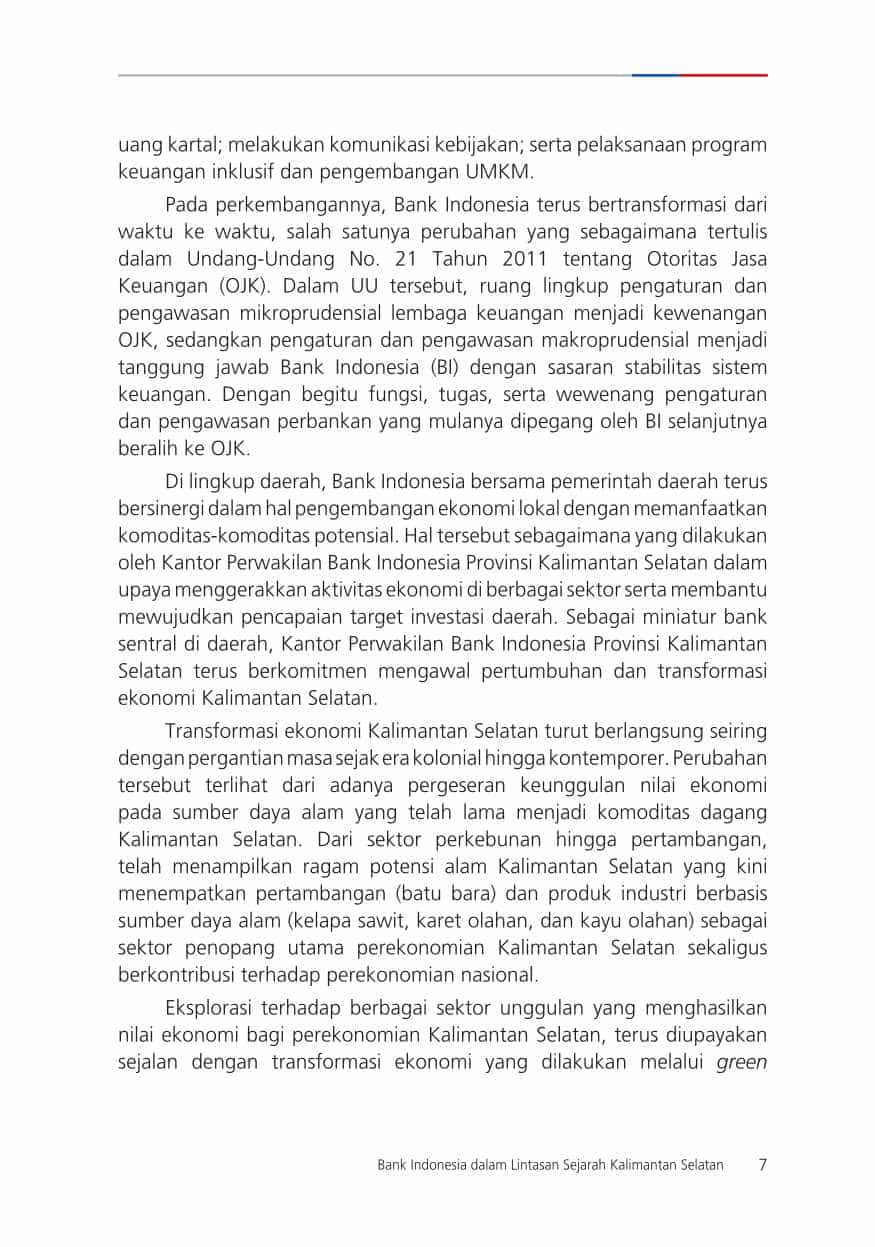 uang kartal; melakukan komunikasi kebijakan; serta pelaksanaan program
keuangan inklusif dan pengembangan UMKM.
Pada perkembangannya, Bank Indonesia terus bertransformasi dari
waktu ke waktu, salah satunya perubahan yang sebagaimana tertulis
dalam Undang-Undang No. 21 Tahun 2011 tentang Otoritas Jasa
Keuangan (OJK). Dalam UU tersebut, ruang lingkup pengaturan dan
pengawasan mikroprudensial lembaga keuangan menjadi kewenangan
OJK, sedangkan pengaturan dan pengawasan makroprudensial menjadi
tanggung jawab Bank Indonesia (BI) dengan sasaran stabilitas sistem
keuangan. Dengan begitu fungsi, tugas, serta wewenang pengaturan
dan pengawasan perbankan yang mulanya dipegang oleh BI selanjutnya
beralih ke OJK.
Di lingkup daerah, Bank Indonesia bersama pemerintah daerah terus
bersinergi dalam hal pengembangan ekonomi lokal dengan memanfaatkan
komoditas-komoditas potensial. Hal tersebut sebagaimana yang dilakukan
oleh Kantor Perwakilan Bank Indonesia Provinsi Kalimantan Selatan dalam
upaya menggerakkan aktivitas ekonomi di berbagai sektor serta membantu
mewujudkan pencapaian target investasi daerah. Sebagai miniatur bank
sentral di daerah, Kantor Perwakilan Bank Indonesia Provinsi Kalimantan
Selatan terus berkomitmen mengawal pertumbuhan dan transformasi
ekonomi Kalimantan Selatan.
Transformasi ekonomi Kalimantan Selatan turut berlangsung seiring
dengan pergantian masa sejak era kolonial hingga kontemporer. Perubahan
tersebut terlihat dari adanya pergeseran keunggulan nilai ekonomi
pada sumber daya alam yang telah lama menjadi komoditas dagang
Kalimantan Selatan. Dari sektor perkebunan hingga pertambangan,
telah menampilkan ragam potensi alam Kalimantan Selatan yang kini
menempatkan pertambangan (batu bara) dan produk industri berbasis
sumber daya alam (kelapa sawit, karet olahan, dan kayu olahan) sebagai
sektor penopang utama perekonomian Kalimantan Selatan sekaligus
berkontribusi terhadap perekonomian nasional.
Eksplorasi terhadap berbagai sektor unggulan yang menghasilkan
nilai ekonomi bagi perekonomian Kalimantan Selatan, terus diupayakan
sejalan dengan transformasi ekonomi yang dilakukan melalui green
Bank Indonesia dalam Lintasan Sejarah Kalimantan Selatan 7